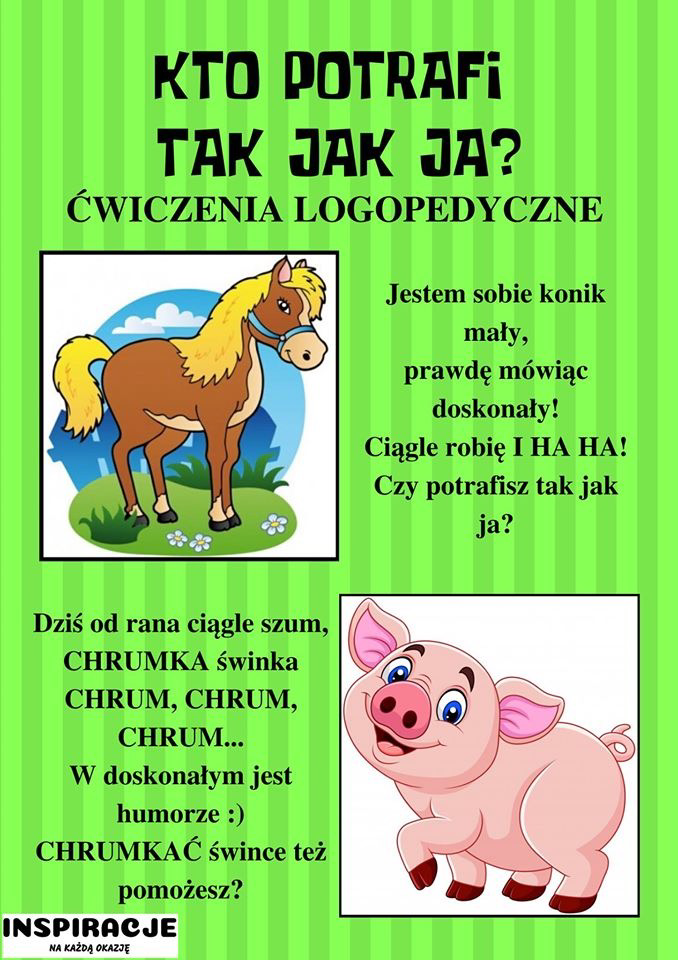 KTO POTRAFI
TAK JAK JA?
ĆWICZENIA LOGOPEDYCZNE
Jestem sobie konik
mały,
prawdę mówiąc
doskonały!
Ciągle robię I HA HA!
Czy potrafisz tak jak
ja?
Dziś od rana ciągle szum,
CHRUMKA świnka
CHRUM, CHRUM,
CHRUM...
W doskonałym jest
humorze :)
CHRUMKAĆ śwince też
pomożesz?
INSPIRACJE
NA KAŻDĄ OKAZJĘ